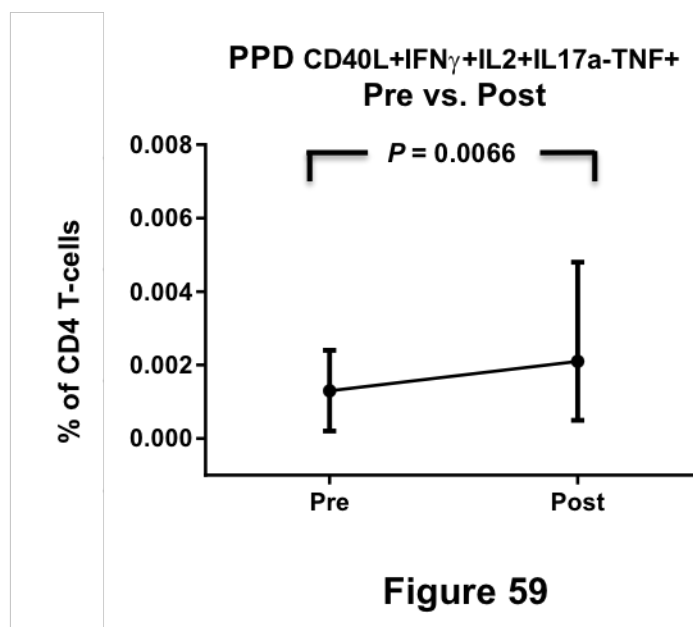 PPD CD40L+IFNγ+IL2+IL17a-TNF+
Pre vs. Post
P = 0.0066
0.008
0.006
0.004
0.002
0.000
% of CD4 T-cells
Pre Post
Figure 59